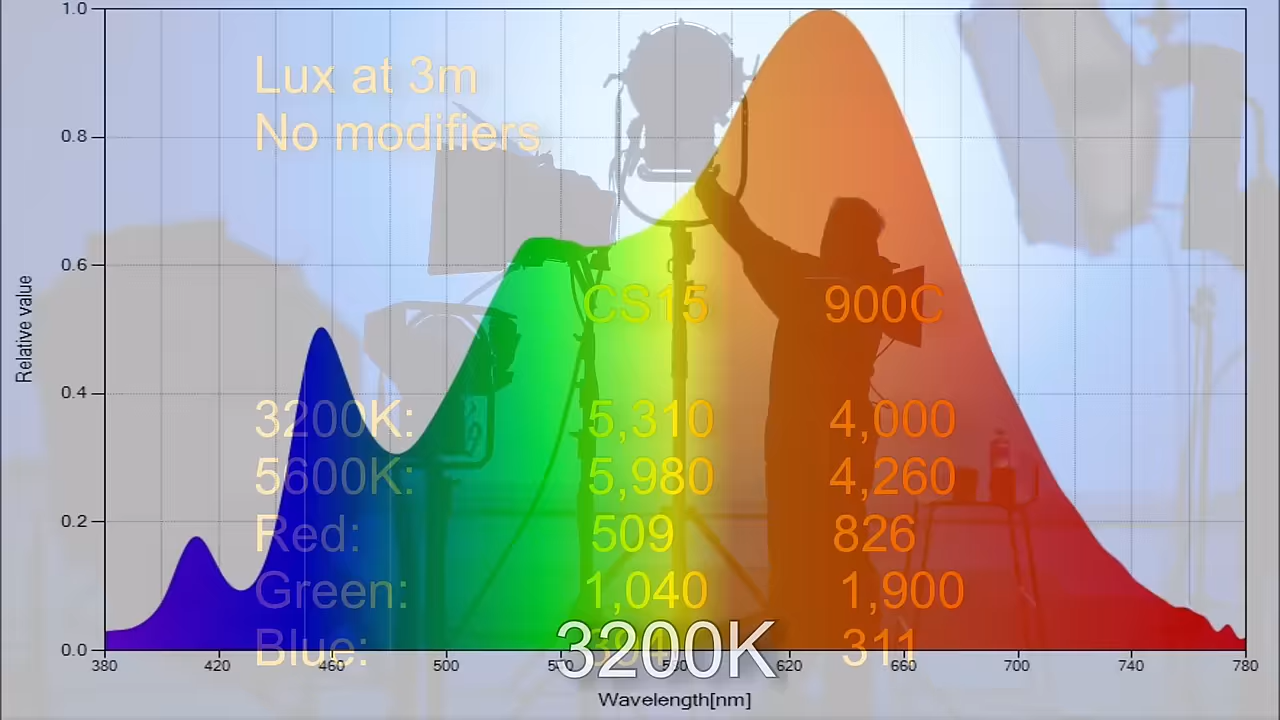 1.0
Lux at 3m
No modifiers
0.8
0.6
Relative value
CS15 900C
0.4
3200K: 5,310 4,000
5600K: 5,980 4,260
0.2
Red: 509 826
Green: 1,040 1,900
Blue: 311
0.0
3200K
380 420 460 500 580 620 660 700 740 780
Wavelength[nm]